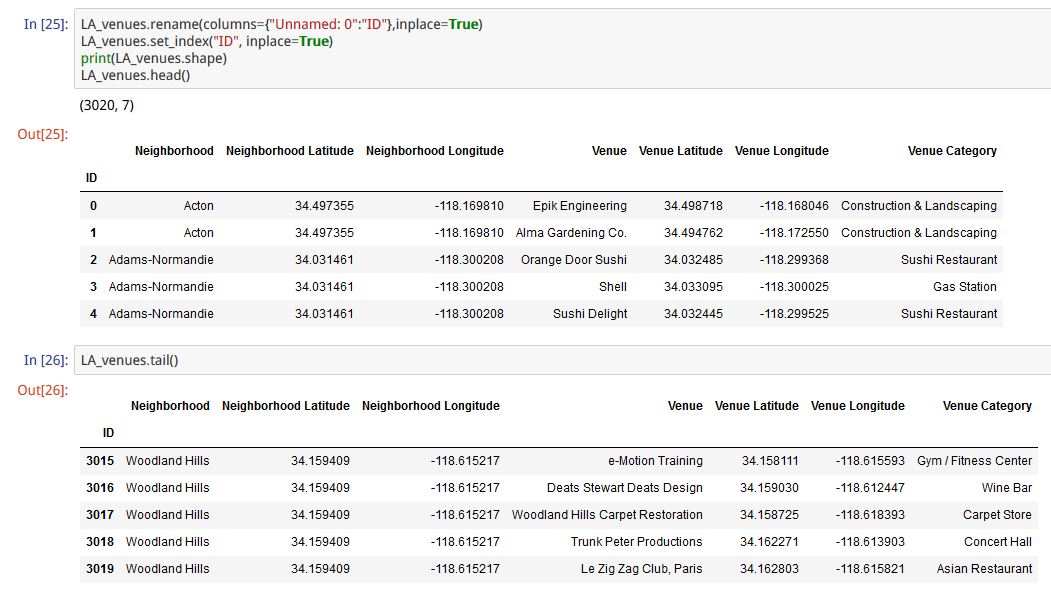 In [25]: LA_venues.rename(columns={"Unnamed: 0":"ID"},inplace=True)
LA_venues.set_index("ID", inplace=True)
print(LA_venues.shape)
LA_venues.head()
(3020, 7)
Out[25]:
Neighborhood Neighborhood Latitude Neighborhood Longitude Venue Venue Latitude Venue Longitude Venue Category
ID
0 Acton 34.497355 -118.169810 Epik Engineering 34.498718 -118.168046 Construction & Landscaping
1 Acton 34.497355 -118.169810 Alma Gardening Co. 34.494762 -118.172550 Construction & Landscaping
2 Adams-Normandie 34.031461 -118.300208 Orange Door Sushi 34.032485 -118.299368 Sushi Restaurant
3 Adams-Normandie 34.031461 -118.300208 Shell 34.033095 -118.300025 Gas Station
4 Adams-Normandie 34.031461 -118.300208 Sushi Delight 34.032445 -118.299525 Sushi Restaurant
In [26]: LA_venues.tail()
Out[26]:
Neighborhood Neighborhood Latitude Neighborhood Longitude Venue Venue Latitude Venue Longitude Venue Category
ID
3015 Woodland Hills 34.159409 -118.615217 e-Motion Training 34.158111 -118.615593 Gym / Fitness Center
3016 Woodland Hills 34.159409 -118.615217 Deats Stewart Deats Design 34.159030 -118.612447 Wine Bar
3017 Woodland Hills 34.159409 -118.615217 Woodland Hills Carpet Restoration 34.158725 -118.618393 Carpet Store
3018 Woodland Hills 34.159409 -118.615217 Trunk Peter Productions 34.162271 -118.613903 Concert Hall
3019 Woodland Hills 34.159409 -118.615217 Le Zig Zag Club, Paris 34.162803 -118.615821 Asian Restaurant